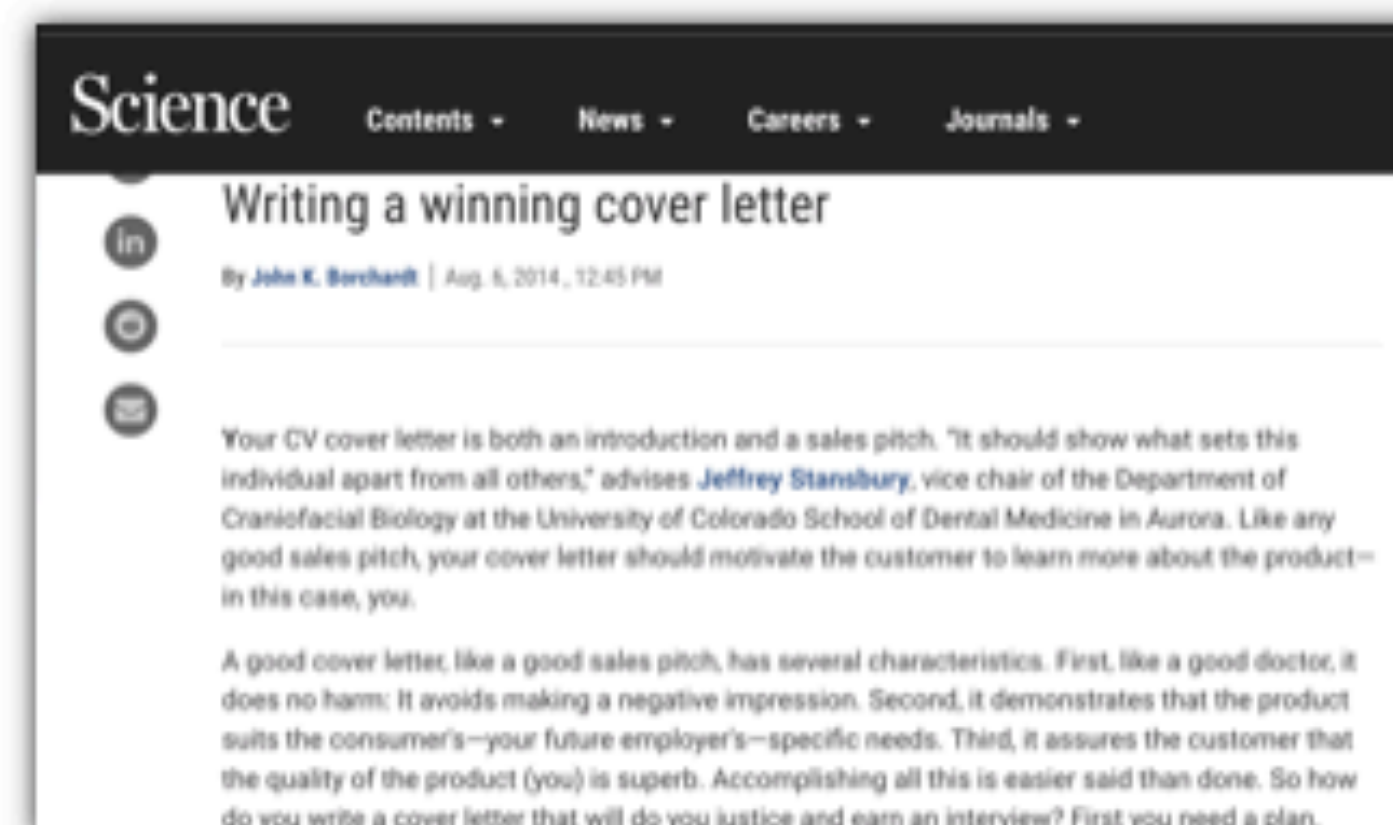 Science
Contents
News
Careers
Journals
Writing a winning cover letter
in
By John K. Borchardt | Aug. 6, 2014, 12:45 PM
Your CV cover letter is both an introduction and a sales pitch. "It should show what sets this
individual apart from all others," advises Jeffrey Stansbury, vice chair of the Department of
Craniofacial Biology at the University of Colorado School of Dental Medicine in Aurora. Like any
good sales pitch, your cover letter should motivate the customer to learn more about the product—
in this case, you.
A good cover letter, like a good sales pitch, has several characteristics. First, like a good doctor, it
does no harm: It avoids making a negative impression. Second, it demonstrates that the product
suits the consumer's—your future employer's—specific needs. Third, it assures the customer that
the quality of the product (you) is superb. Accomplishing all this is easier said than done. So how
do you write a cover letter that will do you justice and earn an interview? First you need a plan.